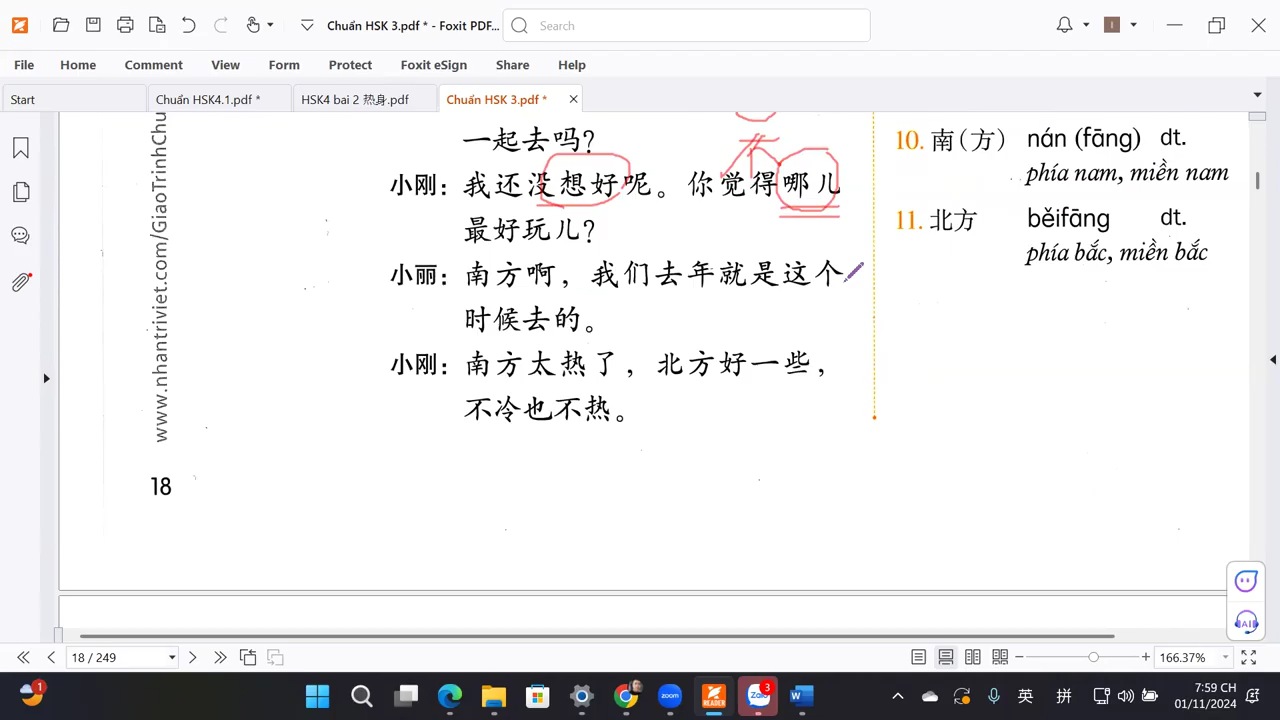 Chuẩn HSK 3.pdf * - Foxit PDF...
Search
I
File Home Comment View Form Protect Foxit eSign Share Help
Start
Chuẩn HSK4.1.pdf *
HSK4 bai 2 热身.pdf
Chuẩn HSK 3.pdf *
www.nhantriviet.com/GiaoTrinhChu
一起去吗？
小刚：我还没想好呢。你觉得哪儿
最好玩儿？
小丽：南方啊，我们去年就是这个
时候去的。
小刚：南方太热了，北方好一些，
不冷也不热。
18
10. 南（方） nán (fāng) dt.
phía nam, miền nam
11. 北方 běifāng dt.
phía bắc, miền bắc
AI
18 / 249
166.37%
1
zoom
READER
Zalo
3
W
英
拼
7:59 CH
01/11/2024